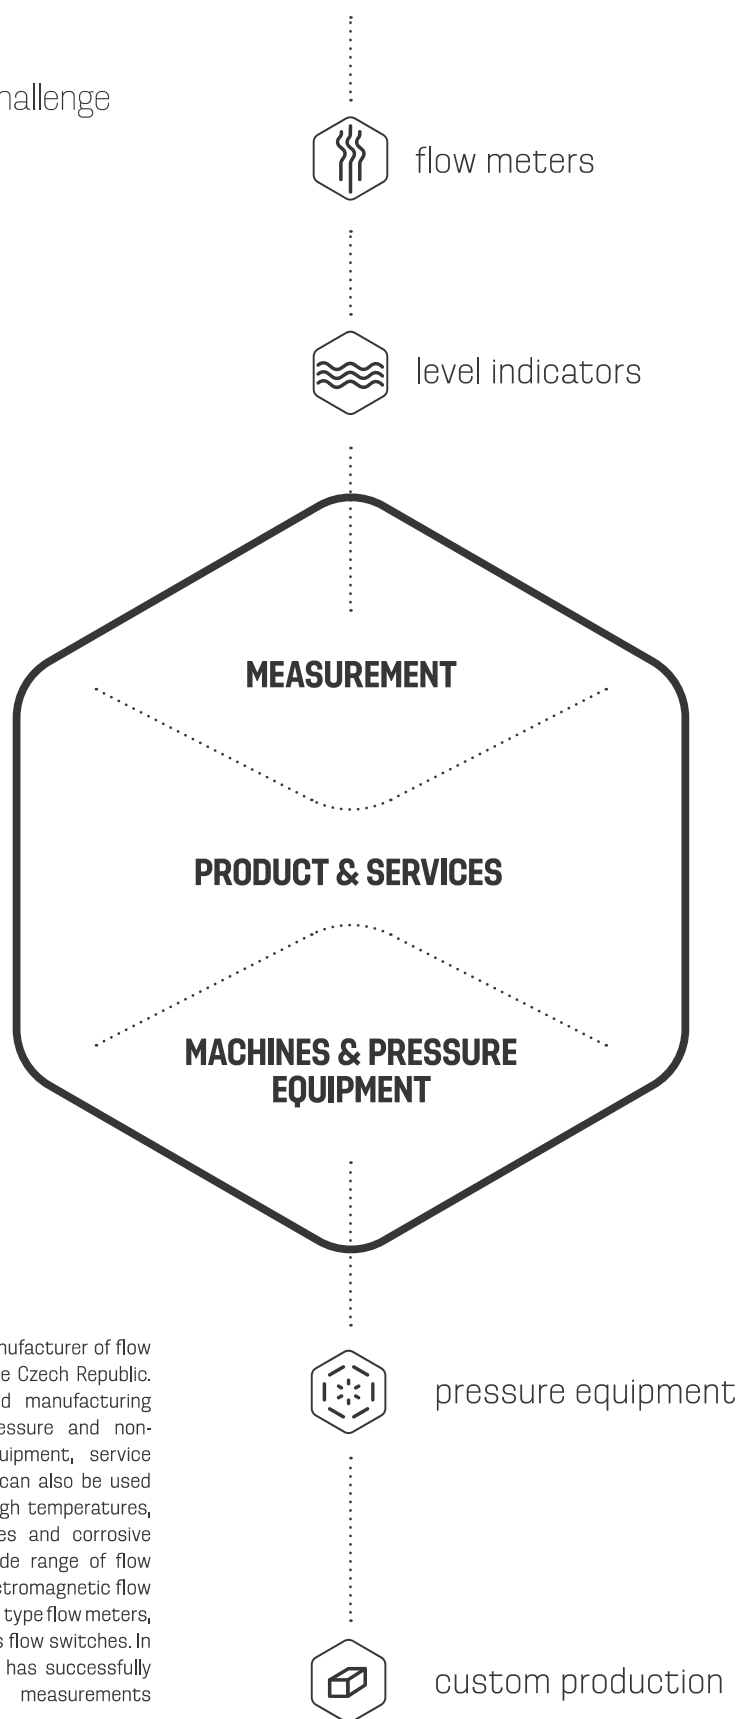 hallenge
flow meters
level indicators
MEASUREMENT
PRODUCT & SERVICES
MACHINES & PRESSURE
EQUIPMENT
pressure equipment
custom production
nufacturer of flow
e Czech Republic.
d manufacturing
essure and non-
uipment, service
can also be used
gh temperatures,
es and corrosive
de range of flow
ctromagnetic flow
type flow meters,
s flow switches. In
has successfully
measurements